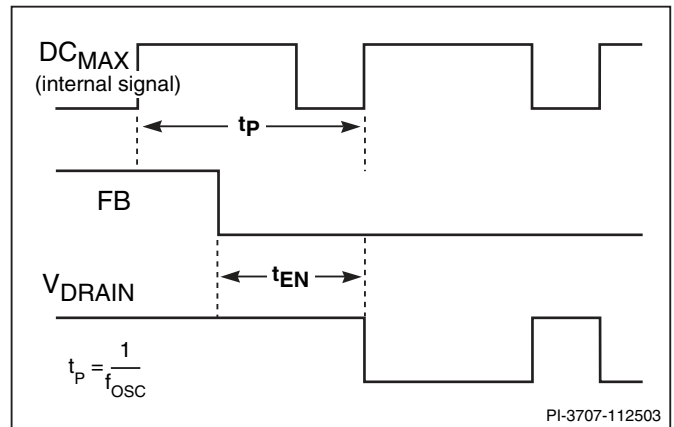 DCMAX
(internal signal)
tP
FB
tEN
VDRAIN
tP = 1/fOSC
PI-3707-112503